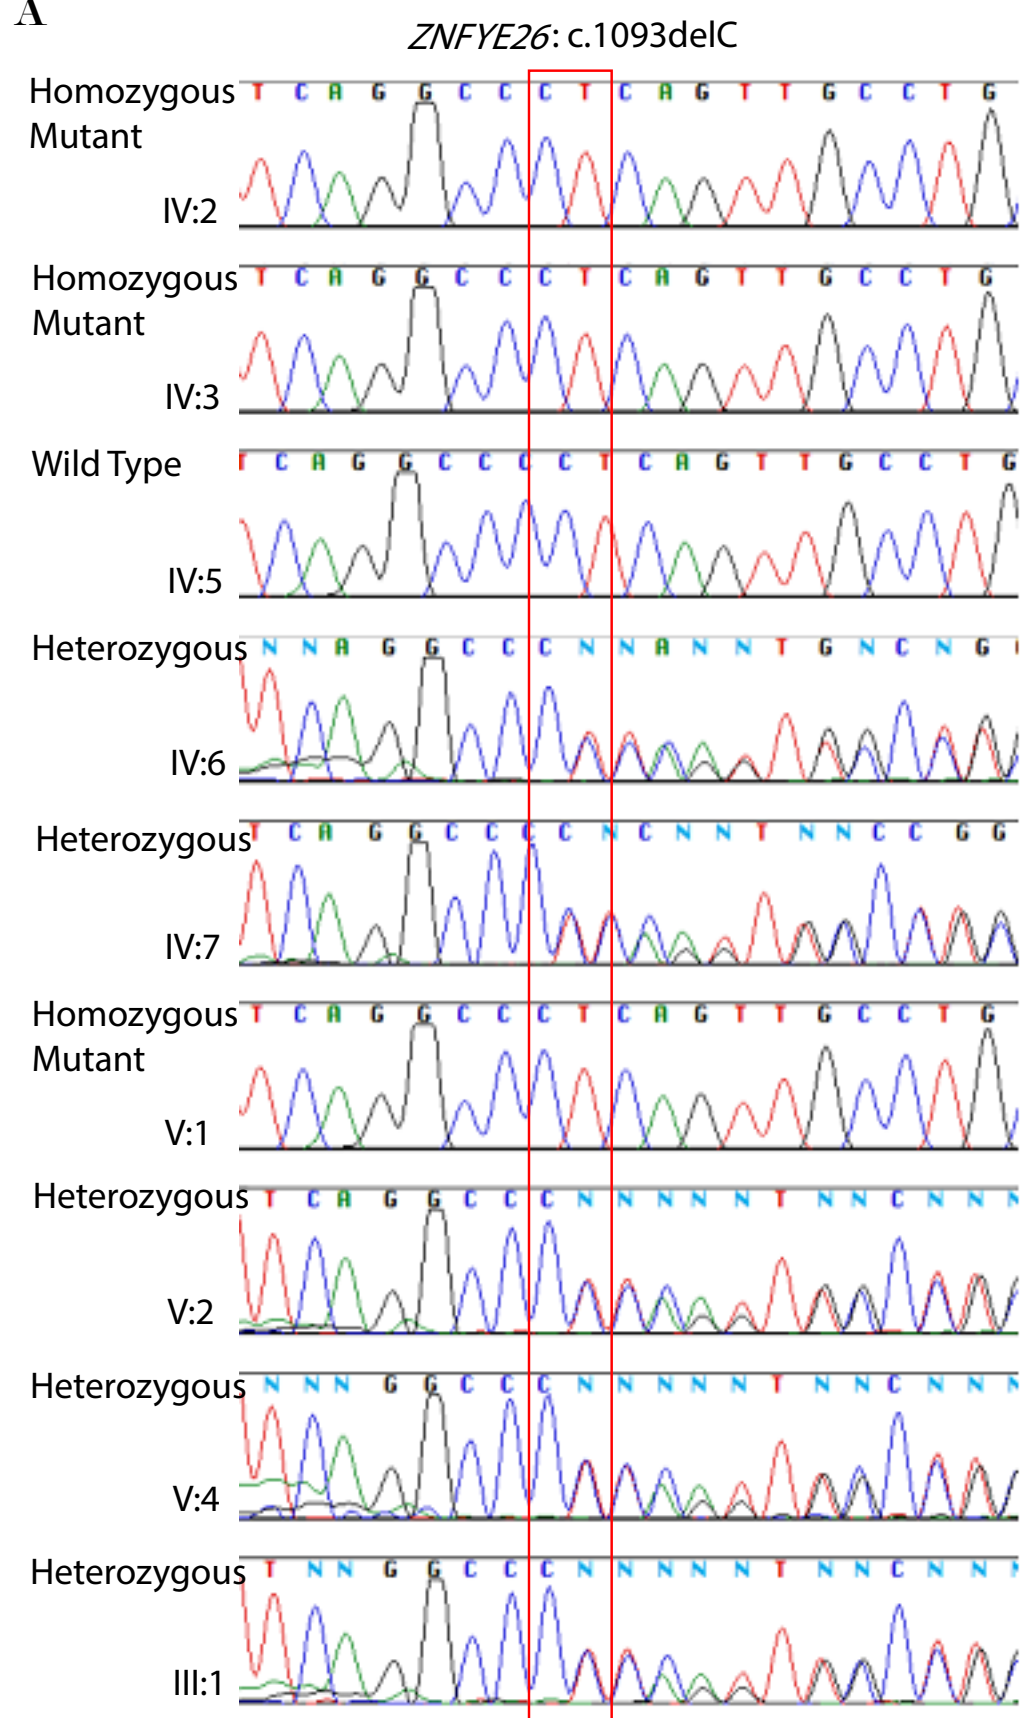 A
ZNFYE26: c.1093delC
Homozygous
Mutant
IV:2
T C A G G C C C T C A G T T G C C T G
Homozygous
Mutant
IV:3
T C A G G C C C T C A G T T G C C T G
Wild Type
IV:5
T C A G G C C C C T C A G T T G C C T G
Heterozygous
IV:6
N N A G G C C C N N A N N T G N C N G
Heterozygous
IV:7
T C A G G C C C C N C N N T N N C C G G
Homozygous
Mutant
V:1
T C A G G C C C T C A G T T G C C T G
Heterozygous
V:2
T C A G G C C C N N N N N T N N C N N N
Heterozygous
V:4
N N N G G C C C N N N N N T N N C N N N
Heterozygous
III:1
T N N G G C C C N N N N N T N N C N N N